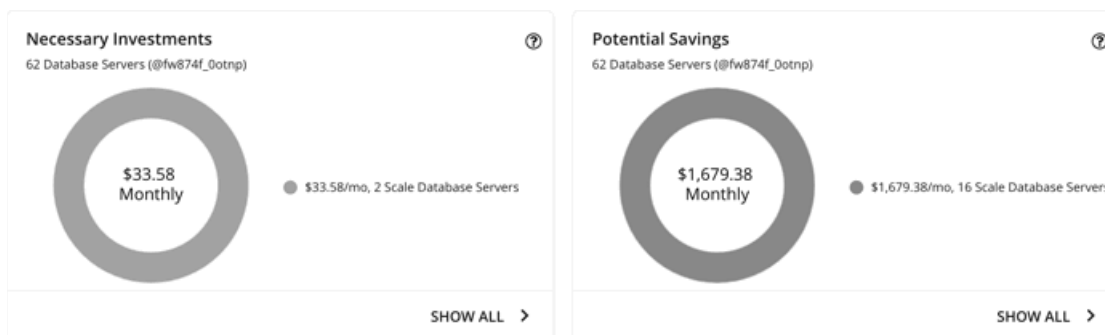 Necessary Investments
62 Database Servers (@fw874f_0otnp)
$33.58
Monthly
$33.58/mo, 2 Scale Database Servers
SHOW ALL
Potential Savings
62 Database Servers (@fw874f_0otnp)
$1,679.38
Monthly
$1,679.38/mo, 16 Scale Database Servers
SHOW ALL